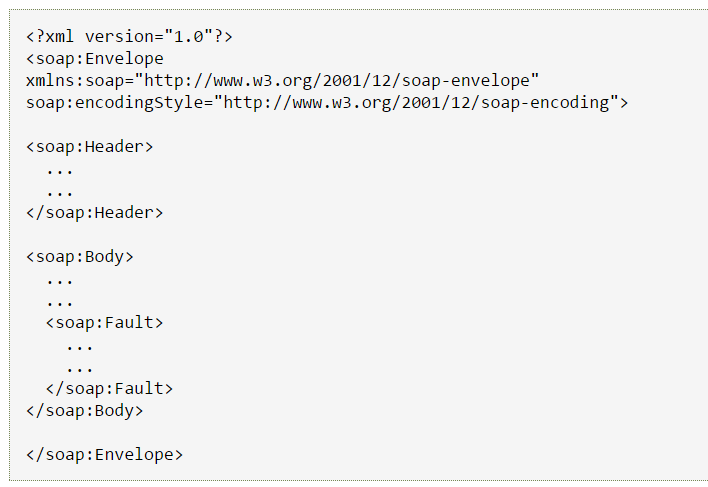 <?xml version="1.0"?>
<soap:Envelope
xmlns:soap="http://www.w3.org/2001/12/soap-envelope"
soap:encodingStyle="http://www.w3.org/2001/12/soap-encoding">

<soap:Header>
  ...
  ...
</soap:Header>

<soap:Body>
  ...
  ...
  <soap:Fault>
    ...
    ...
  </soap:Fault>
</soap:Body>

</soap:Envelope>